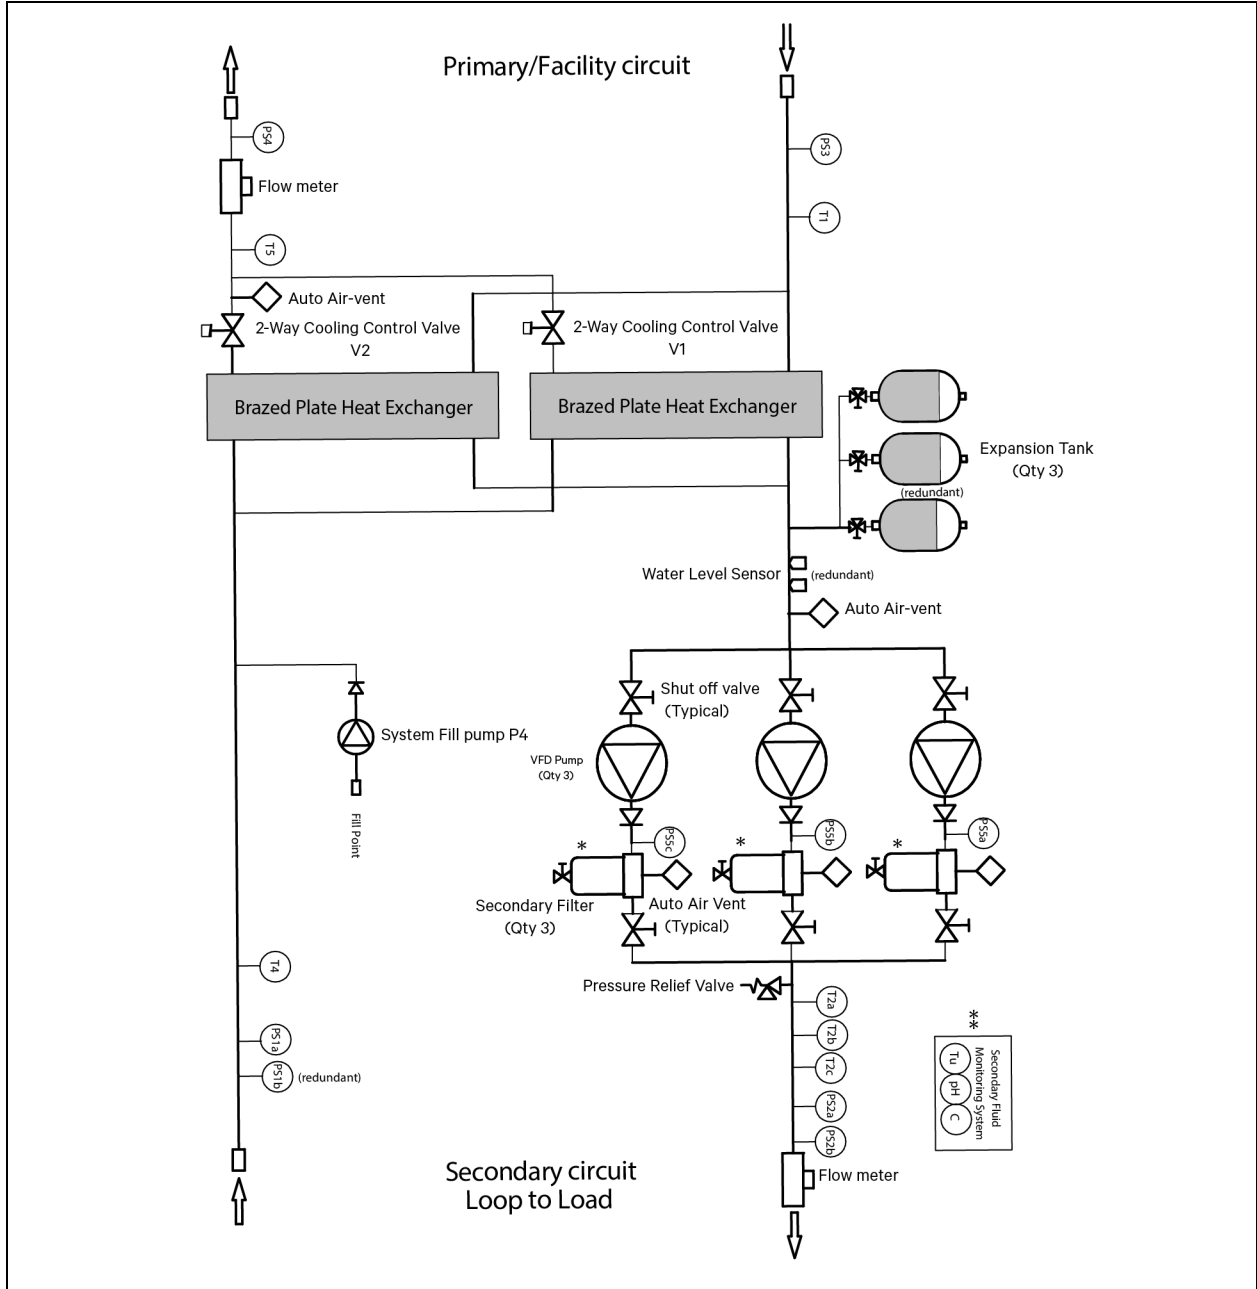 Primary/Facility circuit
PS4
PS3
Flow meter
T1
T5
Auto Air-vent
2-Way Cooling Control Valve
V2
2-Way Cooling Control Valve
V1
Brazed Plate Heat Exchanger
Brazed Plate Heat Exchanger
Expansion Tank
(Qty 3)
(redundant)
Water Level Sensor
(redundant)
Auto Air-vent
Shut off valve
(Typical)
System Fill pump P4
VFD Pump
(Qty 3)
Fill Point
PS5c
PS5b
PS5a
*
*
*
Secondary Filter
(Qty 3)
Auto Air Vent
(Typical)
T4
Pressure Relief Valve
T2a
T2b
T2c
PS1a
PS1b
(redundant)
PS2a
PS2b
**
Secondary Fluid
Monitoring System
Tu
pH
C
Flow meter
Secondary circuit
Loop to Load